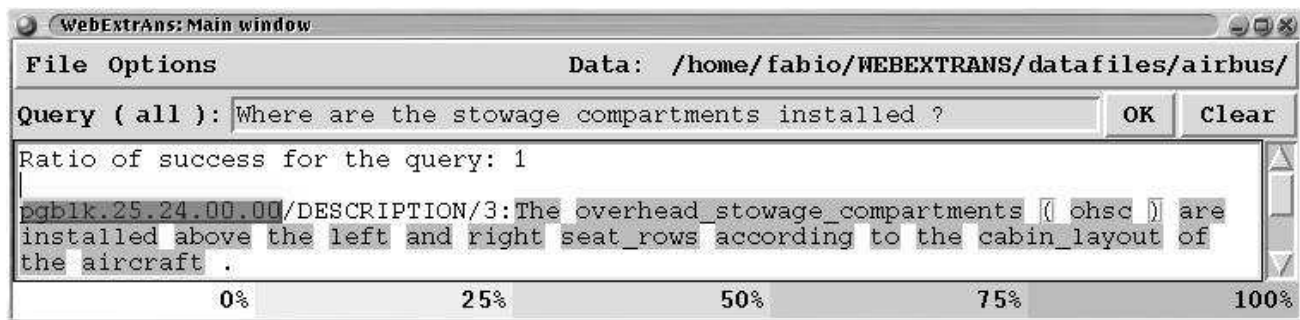 WebExtrAns: Main window
File Options Data: /home/fabio/WEBEXTRANS/datafiles/airbus/
Query ( all ): Where are the stowage compartments installed ? OK Clear
Ratio of success for the query: 1
pgblk.25.24.00.00/DESCRIPTION/3:The overhead_stowage_compartments ( ohsc ) are
installed above the left and right seat_rows according to the cabin_layout of
the aircraft .
0% 25% 50% 75% 100%